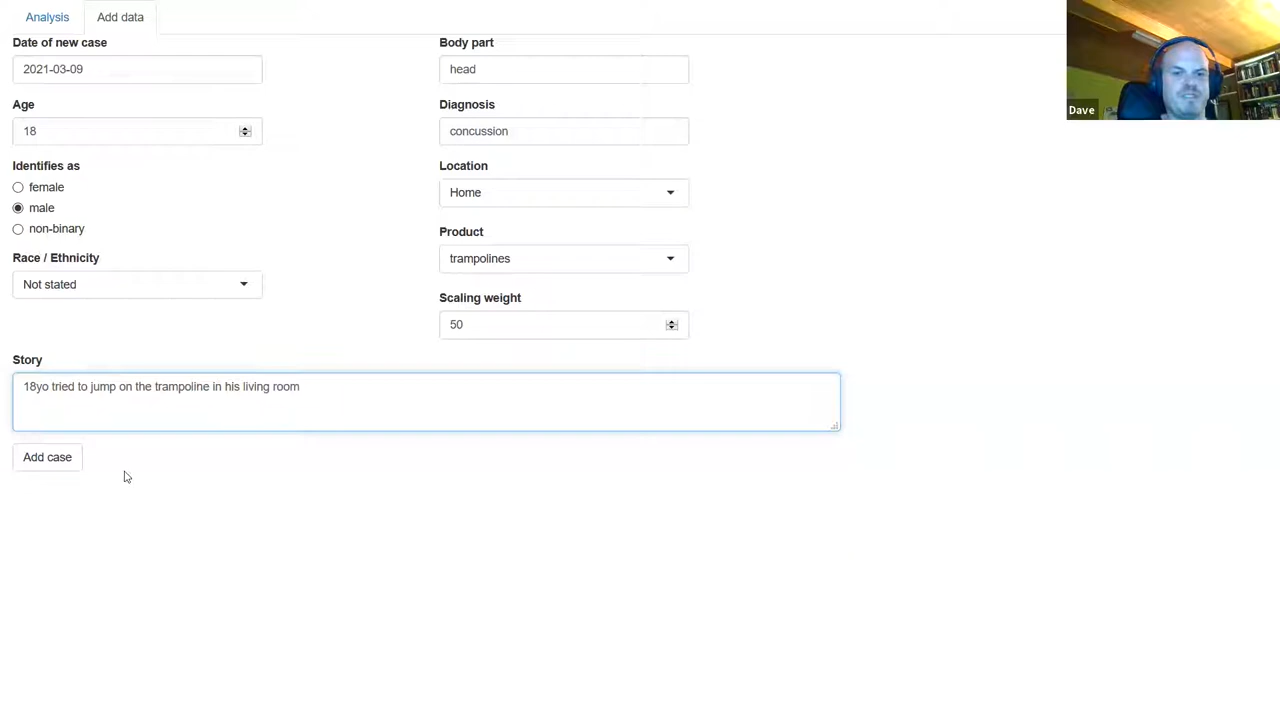 Analysis
Add data
Date of new case
2021-03-09
Age
18
Identifies as
female
male
non-binary
Race / Ethnicity
Not stated
Body part
head
Diagnosis
concussion
Location
Home
Product
trampolines
Scaling weight
50
Story
18yo tried to jump on the trampoline in his living room
Add case
Dave